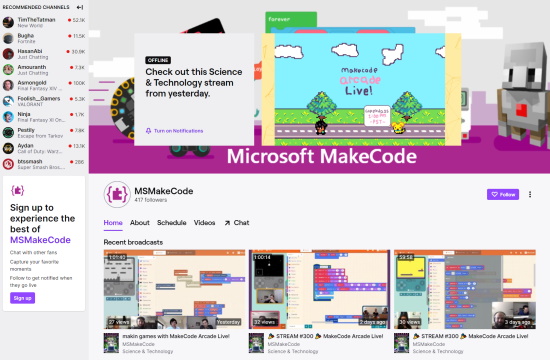 RECOMMENDED CHANNELS
TimTheTatman 52.1K
New World
Bugha 11.5K
Fortnite
HasanAbi 30.9K
Just Chatting
Amouranth 7.3K
Just Chatting
Asmongold 100K
Final Fantasy XIV ...
Foolish_Gamers 5.3K
VALORANT
Ninja 1.7K
Final Fantasy XI On...
Pestily 7.8K
Escape from Tarkov
Aydan 13.1K
Call of Duty: Warz...
btssmash 286
Super Smash Bros....
Sign up to
experience the
best of
MSMakeCode
Chat with other fans
Capture your favorite
moments
Follow to get notified when
they go live.
Sign up
Forever
OFFLINE
Check out this Science
& Technology stream
from yesterday.
Turn on Notifications
Makecode
arcade
Live!
Microsoft MakeCode
MSMakeCode
417 followers
Follow
Home About Schedule Videos Chat
Recent broadcasts
1:01:40
27 views
Yesterday
1:00:14
32 views
2 days ago
59:58
30 views
3 days ago
makin games with MakeCode Arcade Live!
MSMakeCode
Science & Technology
STREAM #300 MakeCode Arcade Live!
MSMakeCode
Science & Technology
STREAM #300 MakeCode Arcade Live!
MSMakeCode
Science & Technology